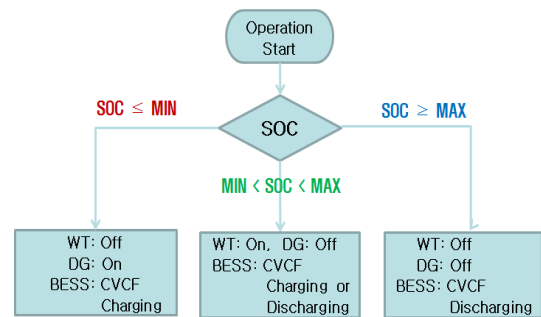 Operation
Start
SOC ≤ MIN
SOC
SOC ≥ MAX
MIN < SOC < MAX
WT: Off
DG: On
BESS: CVCF
Charging
WT: On, DG: Off
BESS: CVCF
Charging or
Discharging
WT: Off
DG: Off
BESS: CVCF
Discharging